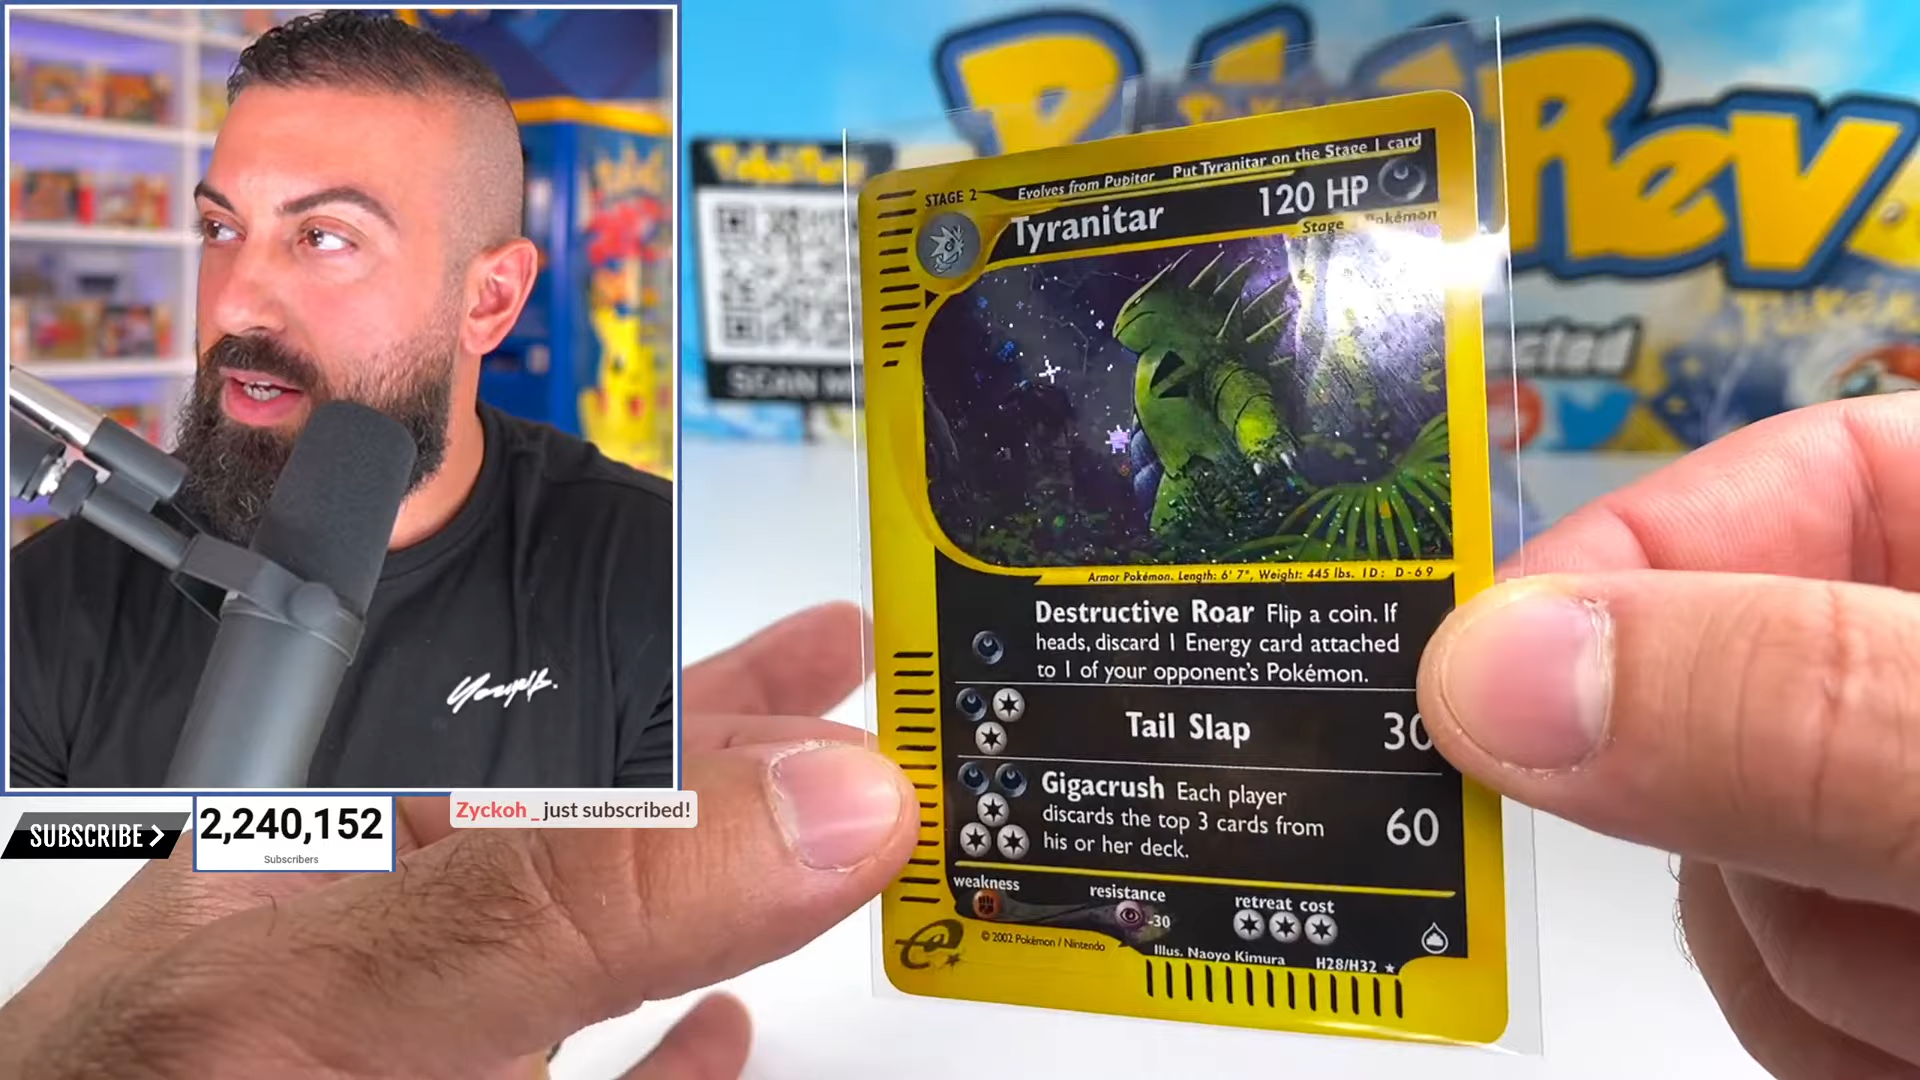 PokéRev
SCAN M
ected
STAGE 2
Evolves from Pupitar Put Tyranitar on the Stage 1 card
Tyranitar 120 HP
Stage Pokémon
Armor Pokémon. Length: 6' 7", Weight: 445 lbs. ID: D-69
Destructive Roar Flip a coin. If
heads, discard 1 Energy card attached
to 1 of your opponent's Pokémon.
Tail Slap 30
Gigacrush Each player
discards the top 3 cards from
his or her deck.
60
weakness resistance retreat cost
-30
© 2002 Pokémon / Nintendo
Illus. Naoyo Kimura H28/H32 ★
e
SUBSCRIBE >
2,240,152
Subscribers
Zyckoh _ just subscribed!